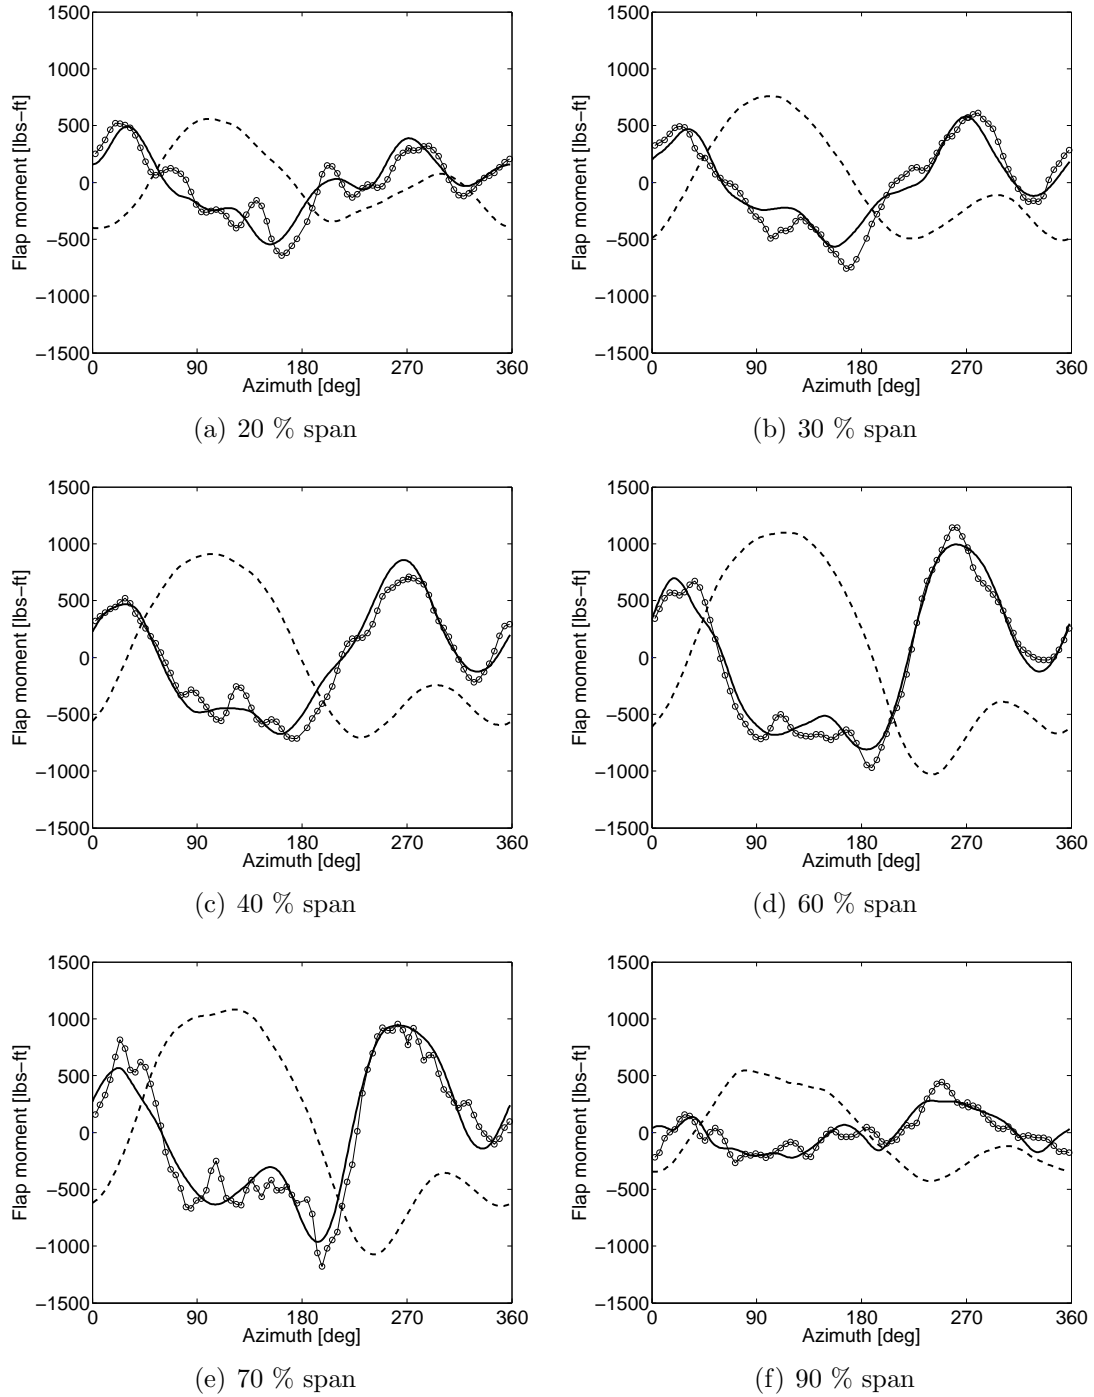 1500
1000
500
0
−500
−1000
−1500
Flap moment [lbs−ft]
0 90 180 270 360
Azimuth [deg]
(a) 20 % span
1500
1000
500
0
−500
−1000
−1500
Flap moment [lbs−ft]
0 90 180 270 360
Azimuth [deg]
(b) 30 % span
1500
1000
500
0
−500
−1000
−1500
Flap moment [lbs−ft]
0 90 180 270 360
Azimuth [deg]
(c) 40 % span
1500
1000
500
0
−500
−1000
−1500
Flap moment [lbs−ft]
0 90 180 270 360
Azimuth [deg]
(d) 60 % span
1500
1000
500
0
−500
−1000
−1500
Flap moment [lbs−ft]
0 90 180 270 360
Azimuth [deg]
(e) 70 % span
1500
1000
500
0
−500
−1000
−1500
Flap moment [lbs−ft]
0 90 180 270 360
Azimuth [deg]
(f) 90 % span